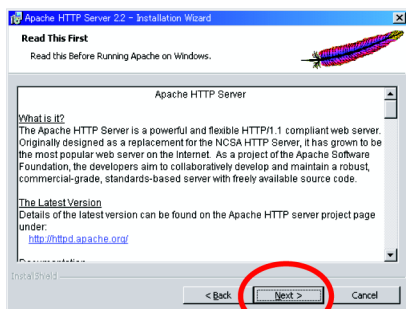 Apache HTTP Server 2.2 - Installation Wizard
Read This First
Read this Before Running Apache on Windows.
Apache HTTP Server
What is it?
The Apache HTTP Server is a powerful and flexible HTTP/1.1 compliant web server.
Originally designed as a replacement for the NCSA HTTP Server, it has grown to be
the most popular web server on the Internet. As a project of the Apache Software
Foundation, the developers aim to collaboratively develop and maintain a robust,
commercial-grade, standards-based server with freely available source code.
The Latest Version
Details of the latest version can be found on the Apache HTTP server project page
under:
http://httpd.apache.org/
Documentation
InstallShield
< Back
Next >
Cancel